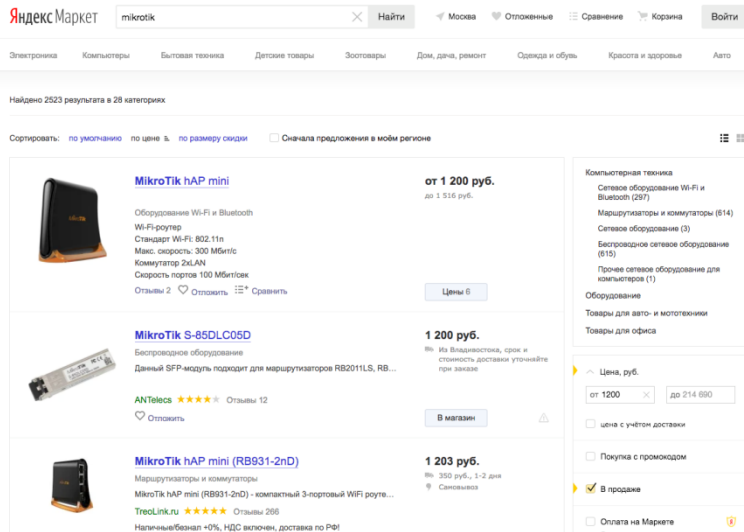 Яндекс Маркет
mikrotik
Найти
Москва
Отложенные
Сравнение
Корзина
Войти
Электроника
Компьютеры
Бытовая техника
Детские товары
Зоотовары
Дом, дача, ремонт
Одежда и обувь
Красота и здоровье
Авто
Найдено 2523 результата в 28 категориях
Сортировать: по умолчанию по цене по размеру скидки
Сначала предложения в моём регионе
MikroTik hAP mini
Оборудование Wi-Fi и Bluetooth
Wi-Fi-роутер
Стандарт Wi-Fi: 802.11n
Макс. скорость: 300 Мбит/с
Коммутатор 2xLAN
Скорость портов 100 Мбит/сек
Отзывы 2 Отложить Сравнить
от 1 200 руб.
до 1 516 руб.
Цены 6
MikroTik S-85DLC05D
Беспроводное оборудование
Данный SFP-модуль подходит для маршрутизаторов RB2011LS, RB...
ANTelecs Отзывы 12
Отложить
1 200 руб.
Из Владивостока, срок и
стоимость доставки уточняйте
при заказе
В магазин
MikroTik hAP mini (RB931-2nD)
Маршрутизаторы и коммутаторы
MikroTik hAP mini (RB931-2nD) - компактный 3-портовый WiFi роуте...
TreoLink.ru Отзывы 266
Наличные/безнал +0%, НДС включен, доставка по РФ!
1 203 руб.
350 руб., 1-2 дня
Самовывоз
Компьютерная техника
Сетевое оборудование Wi-Fi и
Bluetooth (297)
Маршрутизаторы и коммутаторы (614)
Сетевое оборудование (3)
Беспроводное сетевое оборудование
(615)
Прочее сетевое оборудование для
компьютеров (1)
Оборудование
Товары для авто- и мототехники
Товары для офиса
Цена, руб.
от 1200
до 214 690
цена с учётом доставки
Покупка с промокодом
В продаже
Оплата на Маркете